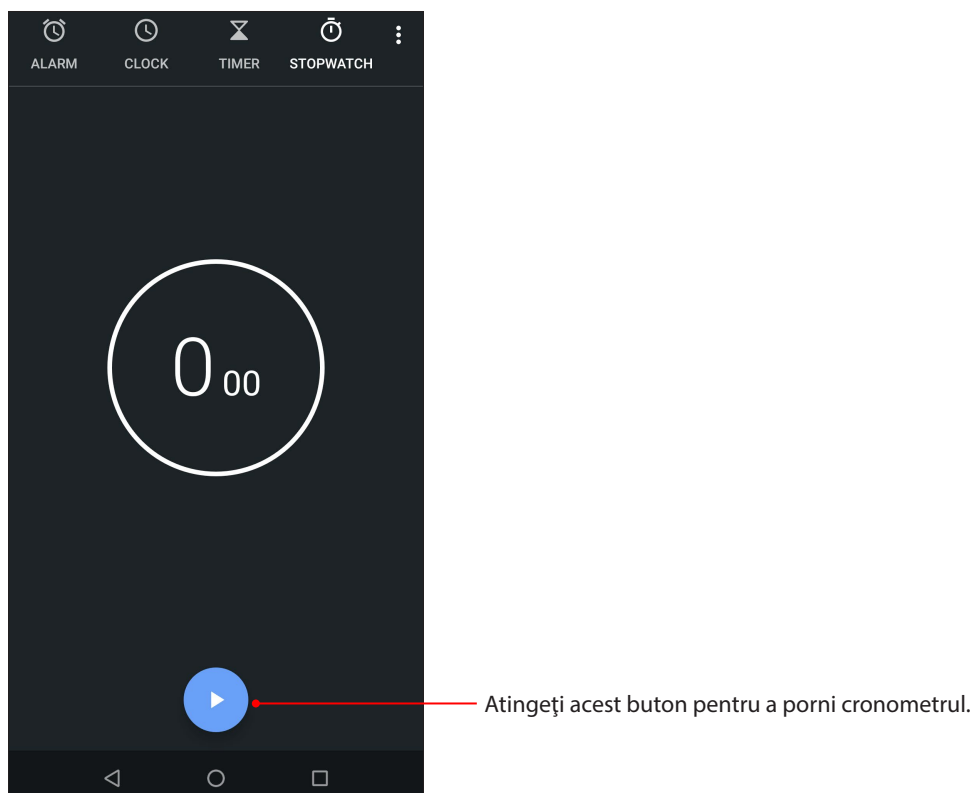 ALARM CLOCK TIMER STOPWATCH
0 00
Atingeţi acest buton pentru a porni cronometrul.